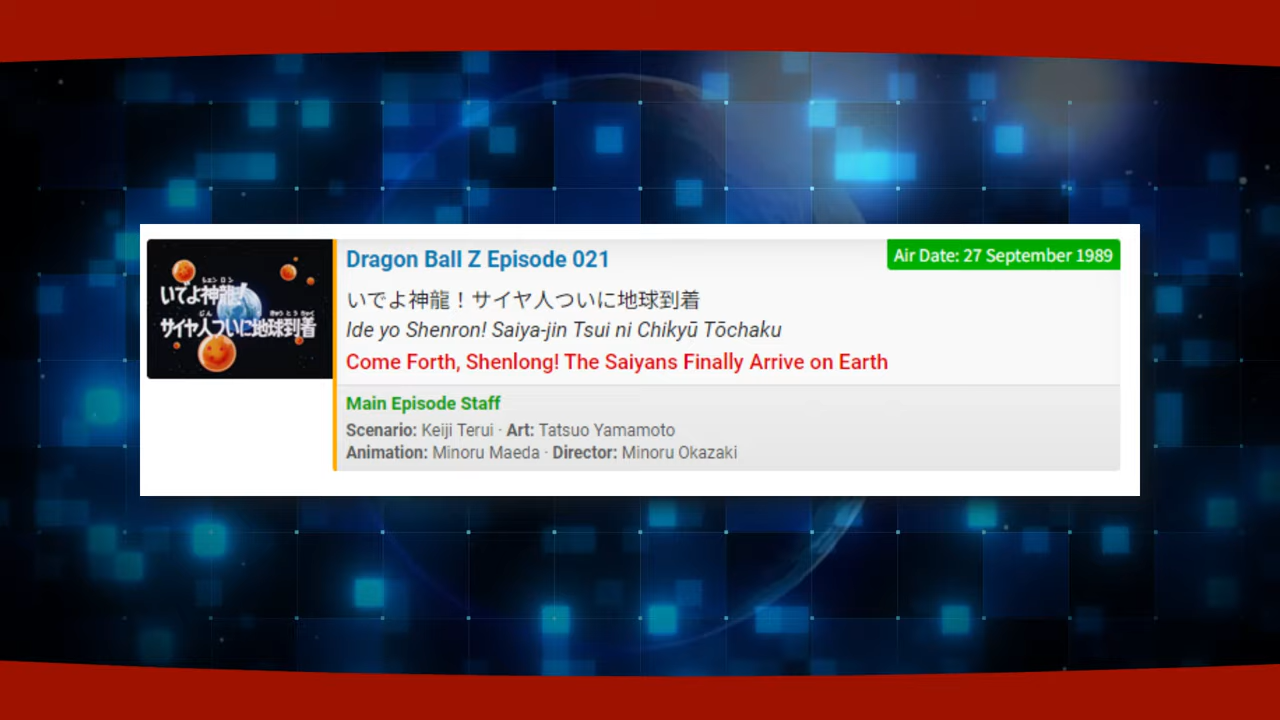 いでよ神龍!
サイヤ人ついに地球到着
Dragon Ball Z Episode 021
Air Date: 27 September 1989
いでよ神龍！サイヤ人ついに地球到着
Ide yo Shenron! Saiya-jin Tsui ni Chikyū Tōchaku
Come Forth, Shenlong! The Saiyans Finally Arrive on Earth
Main Episode Staff
Scenario: Keiji Terui · Art: Tatsuo Yamamoto
Animation: Minoru Maeda · Director: Minoru Okazaki